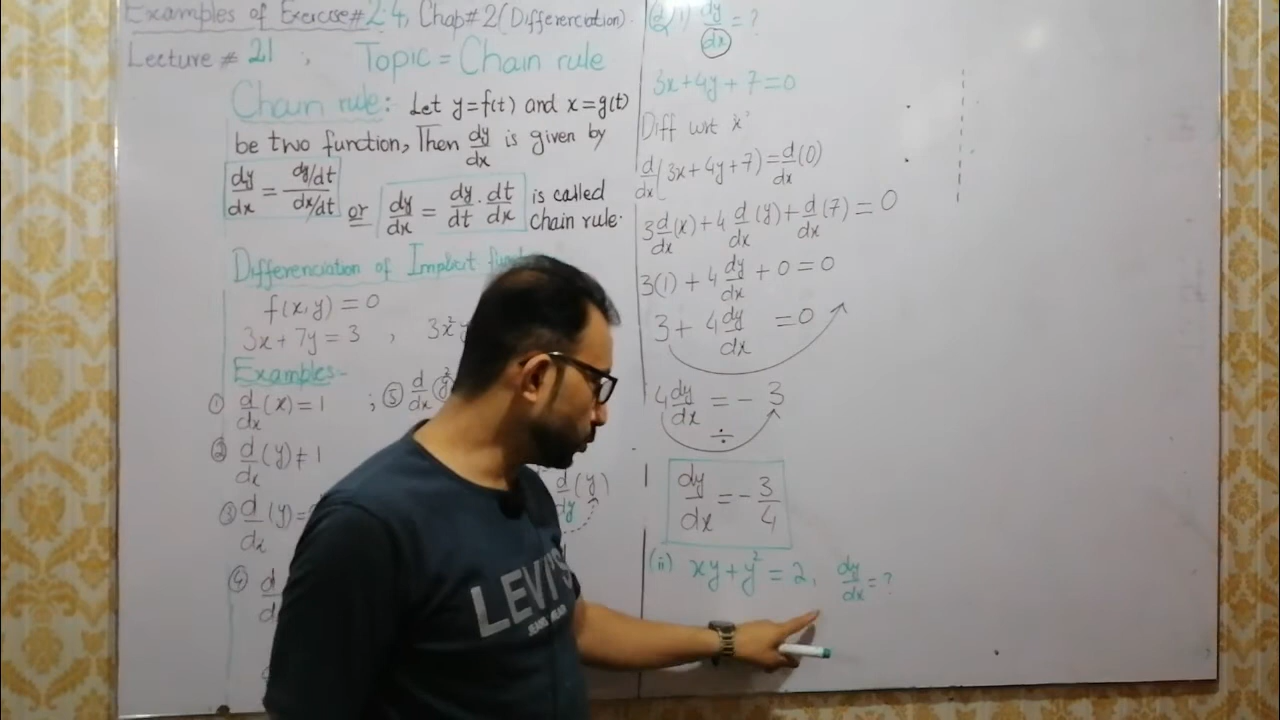 Examples of Exercise # 2.4, Chap # 2 (Differenciation).
Lecture # 21 ; Topic = Chain rule
Chain rule: Let y=f(t) and x=g(t)
be two function, Then dy/dx is given by
dy/dx = (dy/dt)/(dx/dt) or dy/dx = dy/dt . dt/dx is called
chain rule.
Differenciation of Implicit
f(x,y) = 0
3x+7y = 3 , 3x²
Examples-
① d/dx (x) = 1 ; ⑤ d/dx
② d/dx (y) ≠ 1
③ d/dx (y) =
d/dy (y)
④ d
LEVI'S
Q 1) dy/dx = ?
3x+4y+7=0
Diff wrt 'x'
d/dx (3x+4y+7) = d/dx (0)
3 d/dx (x) + 4 d/dx (y) + d/dx (7) = 0
3(1) + 4 dy/dx + 0 = 0
3 + 4 dy/dx = 0
4 dy/dx = - 3
÷
dy/dx = - 3/4
(ii) xy + y² = 2, dy/dx = ?